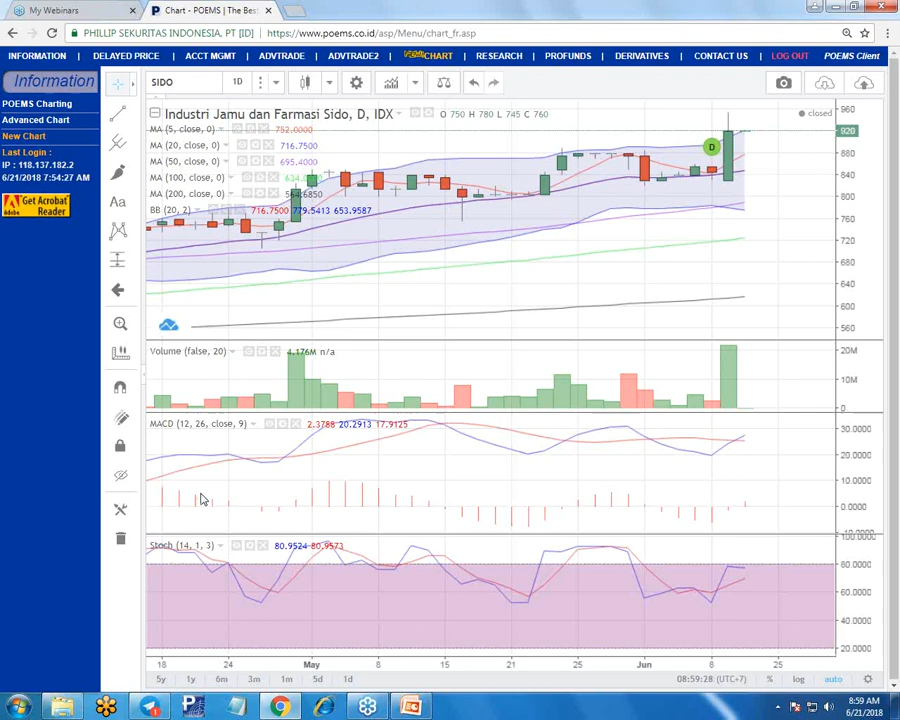 My Webinars
Chart - POEMS | The Bes
PHILLIP SEKURITAS INDONESIA, PT [ID]
https://www.poems.co.id/asp/Menu/chart_fr.asp
INFORMATION DELAYED PRICE ACCT MGMT ADVTRADE ADVTRADE2 CHART RESEARCH PROFUNDS DERIVATIVES CONTACT US LOG OUT POEMS Client
Information
POEMS Charting
Advanced Chart
New Chart
Last Login :
IP : 118.137.182.2
6/21/2018 7:54:27 AM
Get Acrobat
Reader
Adobe
SIDO 1D
Aa
Industri Jamu dan Farmasi Sido, D, IDX O 750 H 780 L 745 C 760
closed
MA (5, close, 0) 752.0000
MA (20, close, 0) 716.7500
MA (50, close, 0) 695.4000
MA (100, close, 0)
MA (200, close, 0) 564.6850
BB (20, 2) 716.7500 779.5413 653.9587
D
960
920
880
840
800
760
720
680
640
600
560
Volume (false, 20) 4.176M n/a
20M
10M
0
MACD (12, 26, close, 9) 2.3788 20.2913 17.9125
30.0000
20.0000
10.0000
0.0000
-10.0000
Stoch (14, 1, 3) 80.9524 80.9573
100.0000
80.0000
60.0000
40.0000
20.0000
18 24 May 8 15 21 25 Jun 8 25
5y 1y 6m 3m 1m 5d 1d
08:59:28 (UTC+7) % log auto
8:59 AM
6/21/2018